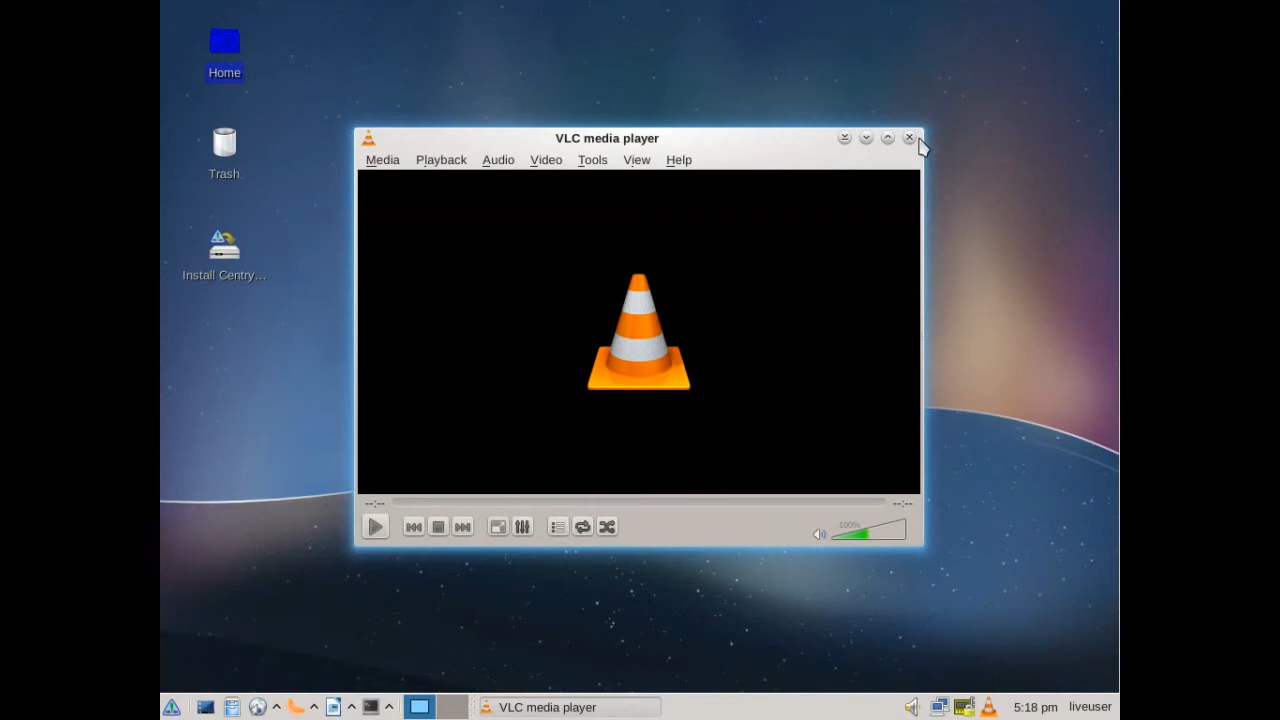 Home
Trash
Install Centry...
VLC media player
Media Playback Audio Video Tools View Help
--:-- --:--
100%
VLC media player
5:18 pm liveuser